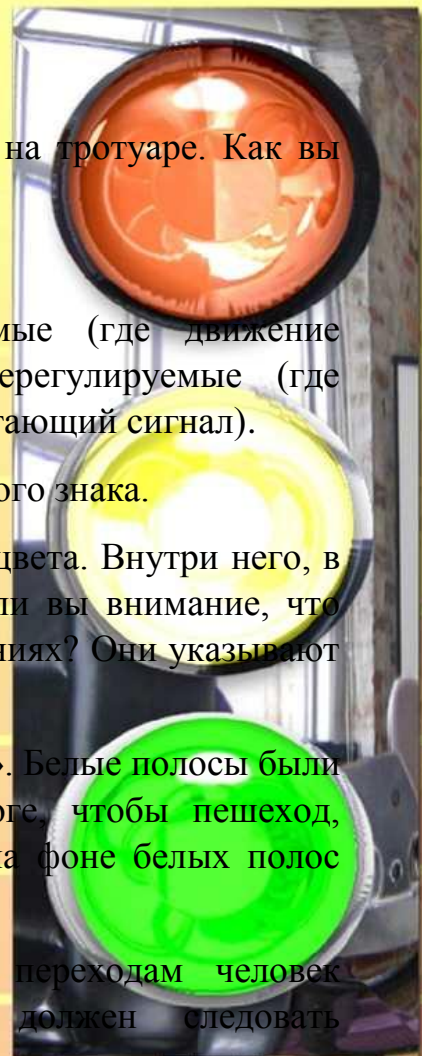 на тротуаре. Как вы
мые (где движение
ерегулируемые (где
гающий сигнал).
ого знака.
цвета. Внутри него, в
ли вы внимание, что
ниях? Они указывают
». Белые полосы были
оге, чтобы пешеход,
на фоне белых полос
переходам человек
должен следовать